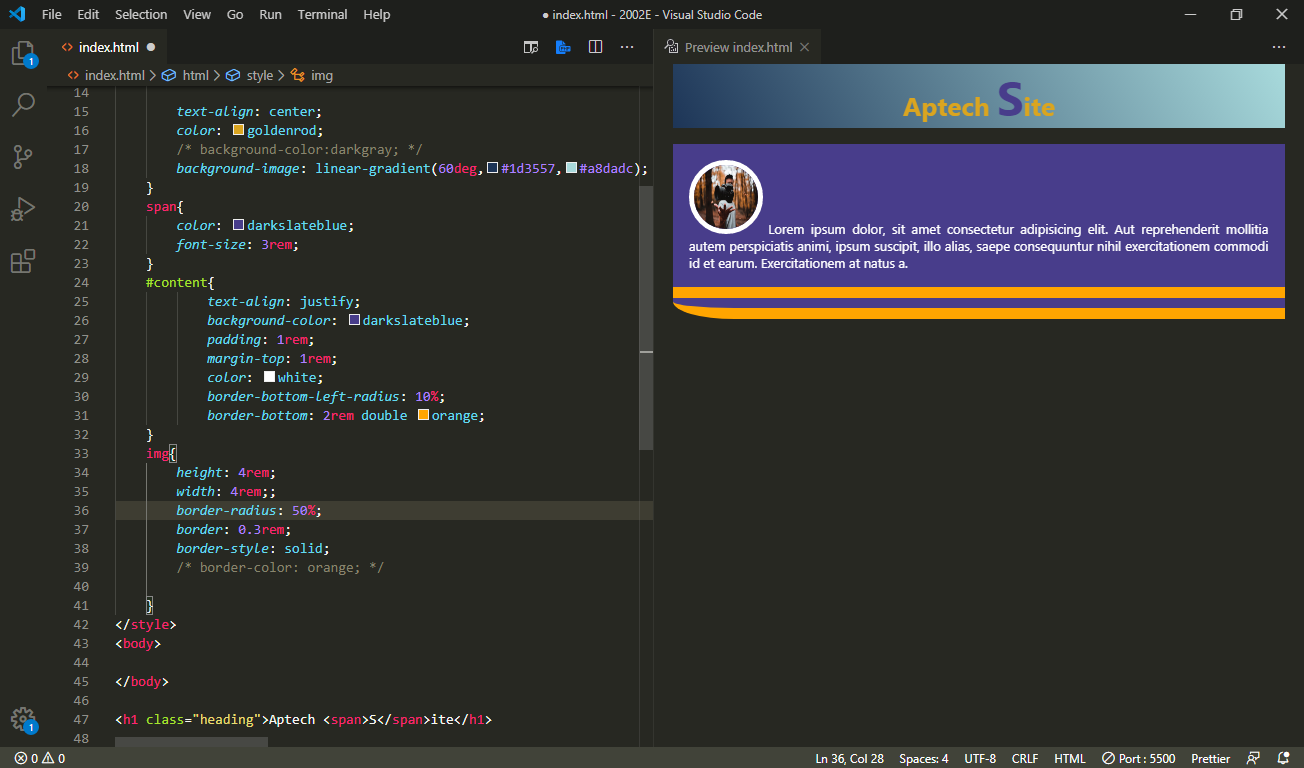 File Edit Selection View Go Run Terminal Help
● index.html - 2002E - Visual Studio Code
index.html
Preview index.html
index.html > html > style > img
14
15 text-align: center;
16 color: goldenrod;
17 /* background-color:darkgray; */
18 background-image: linear-gradient(60deg,#1d3557,#a8dadc);
19 }
20 span{
21 color: darkslateblue;
22 font-size: 3rem;
23 }
24 #content{
25 text-align: justify;
26 background-color: darkslateblue;
27 padding: 1rem;
28 margin-top: 1rem;
29 color: white;
30 border-bottom-left-radius: 10%;
31 border-bottom: 2rem double orange;
32 }
33 img{
34 height: 4rem;
35 width: 4rem;;
36 border-radius: 50%;
37 border: 0.3rem;
38 border-style: solid;
39 /* border-color: orange; */
40
41 }
42 </style>
43 <body>
44
45 </body>
46
47 <h1 class="heading">Aptech <span>S</span>ite</h1>
48
Aptech Site
Lorem ipsum dolor, sit amet consectetur adipisicing elit. Aut reprehenderit mollitia
autem perspiciatis animi, ipsum suscipit, illo alias, saepe consequuntur nihil exercitationem commodi
id et earum. Exercitationem at natus a.
1
1
0 0 Ln 36, Col 28 Spaces: 4 UTF-8 CRLF HTML Port : 5500 Prettier